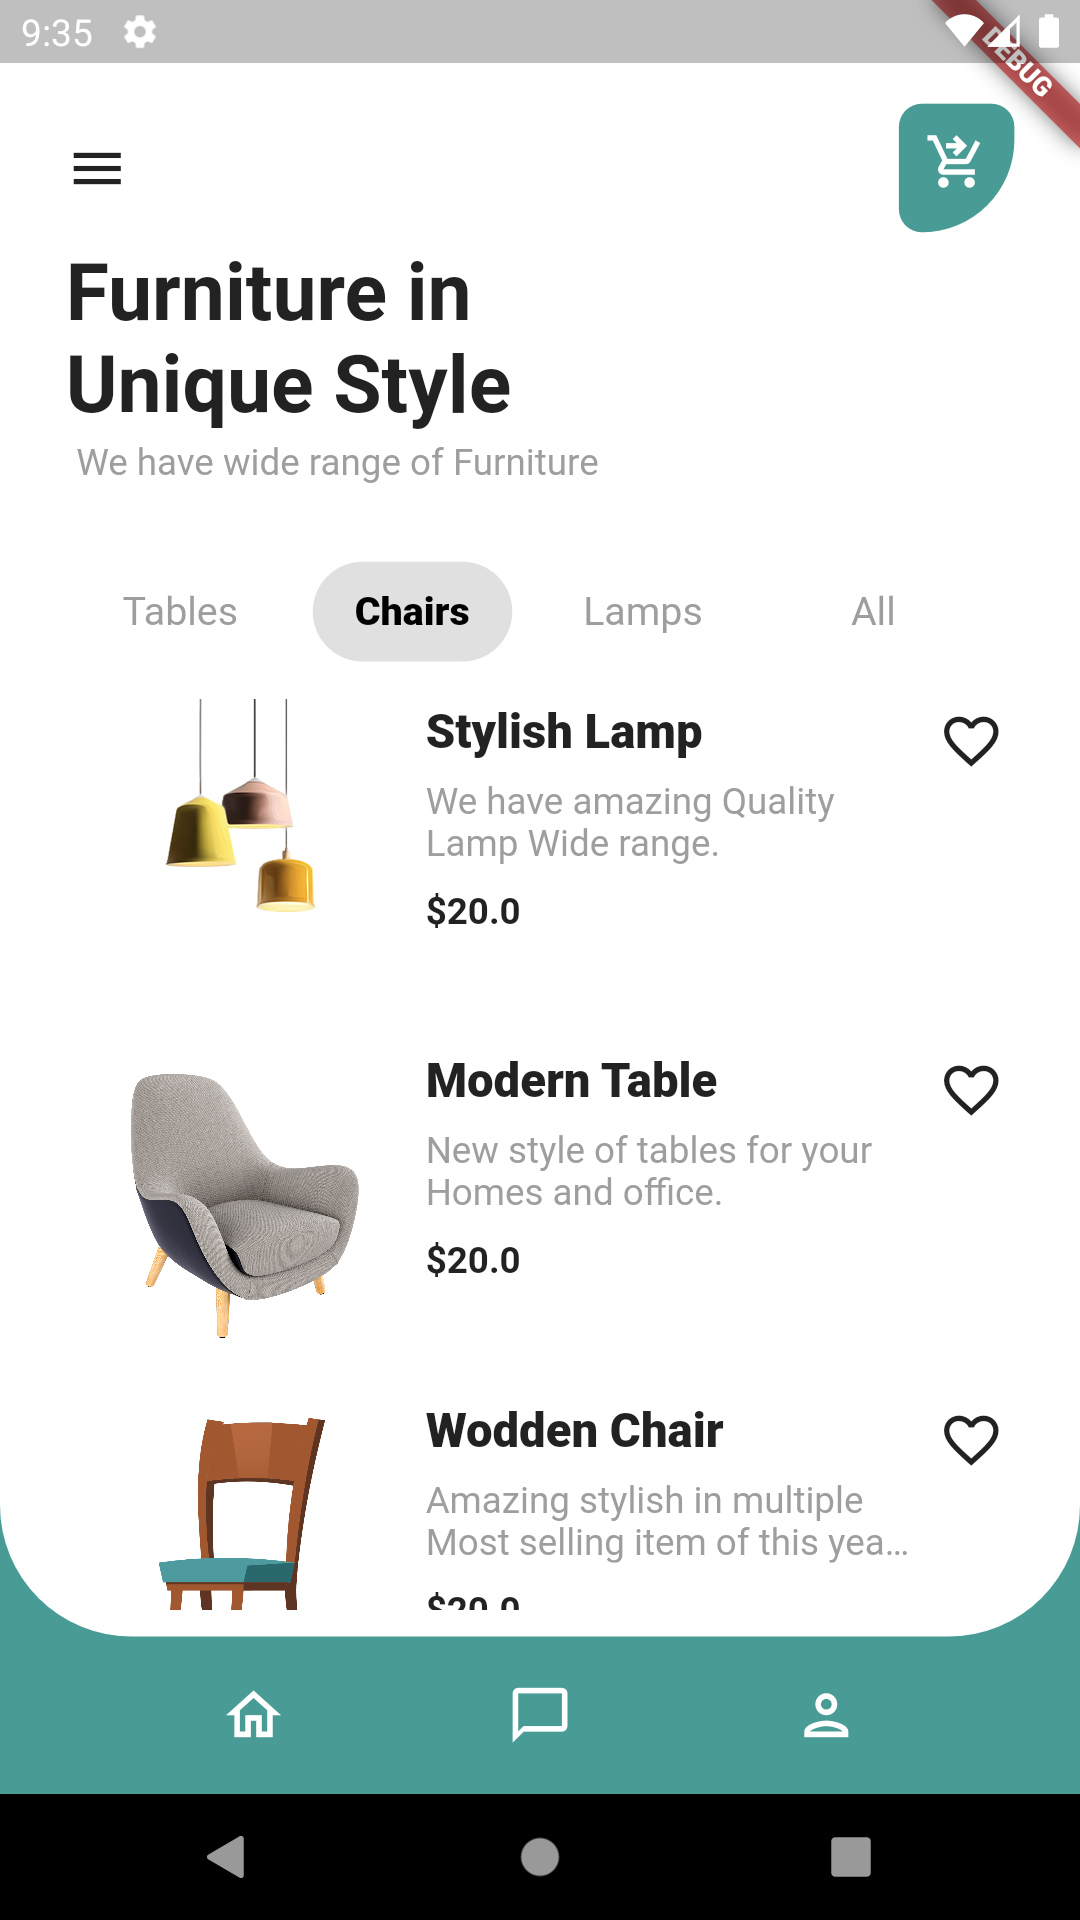 9:35
DEBUG
Furniture in
Unique Style
We have wide range of Furniture
Tables Chairs Lamps All
Stylish Lamp
We have amazing Quality
Lamp Wide range.
$20.0
Modern Table
New style of tables for your
Homes and office.
$20.0
Wodden Chair
Amazing stylish in multiple
Most selling item of this yea…
$20.0